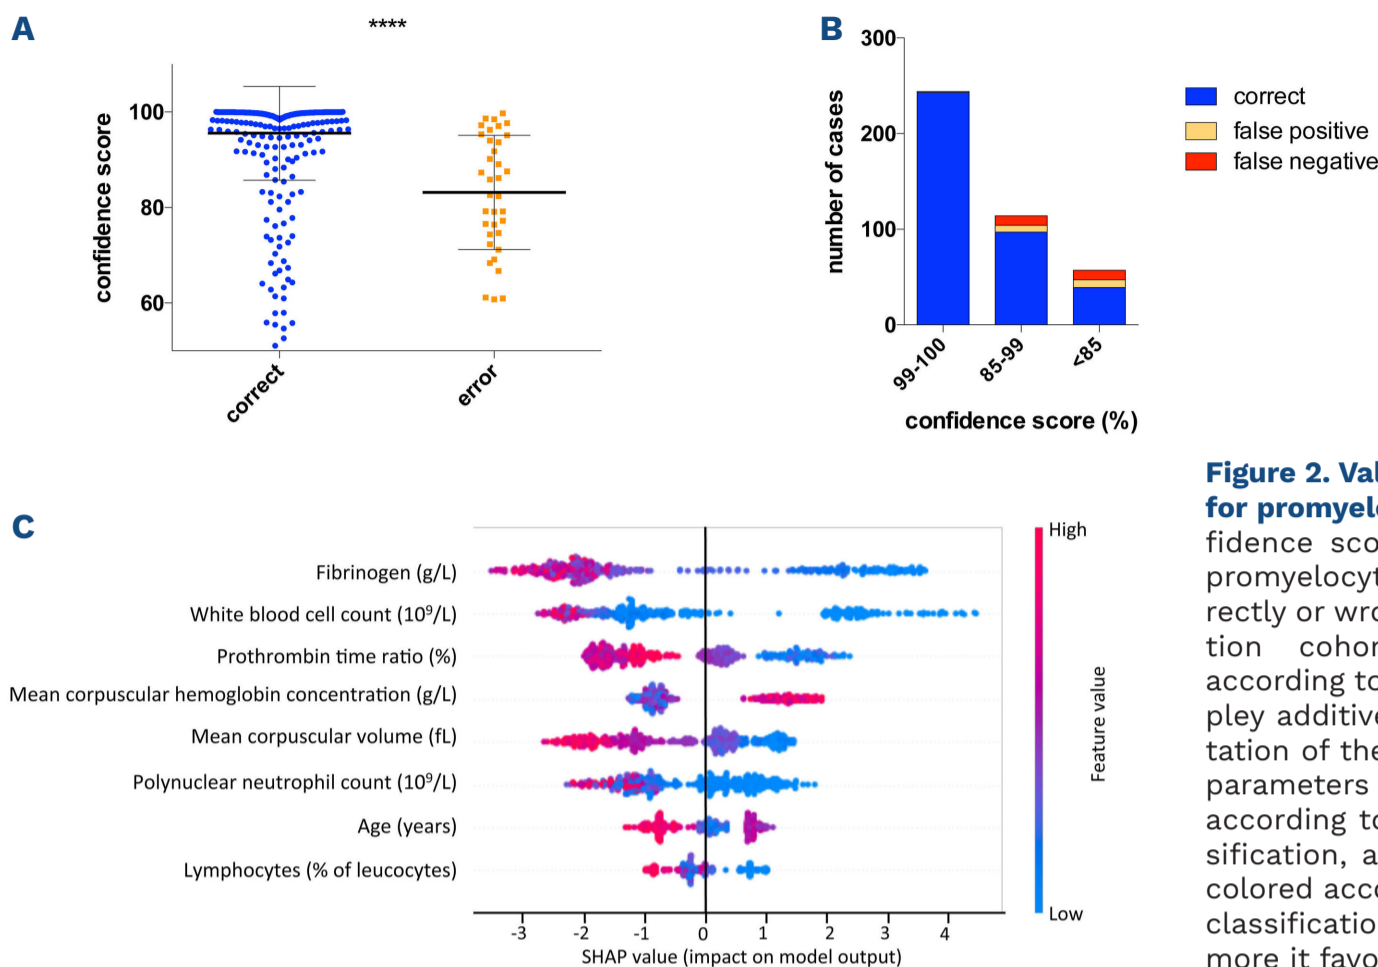 A
****
confidence score
100
80
60
correct
error
B
number of cases
300
200
100
0
99-100
85-99
<85
confidence score (%)
correct
false positive
false negative
C
Fibrinogen (g/L)
White blood cell count (10⁹/L)
Prothrombin time ratio (%)
Mean corpuscular hemoglobin concentration (g/L)
Mean corpuscular volume (fL)
Polynuclear neutrophil count (10⁹/L)
Age (years)
Lymphocytes (% of leucocytes)
-3 -2 -1 0 1 2 3 4
SHAP value (impact on model output)
High
Feature value
Low
Figure 2. Val
for promyel
fidence sco
promyelocyt
rectly or wro
tion cohor
according to
pley additive
tation of the
parameters
according to
sification, a
colored acco
classificatio
more it favo